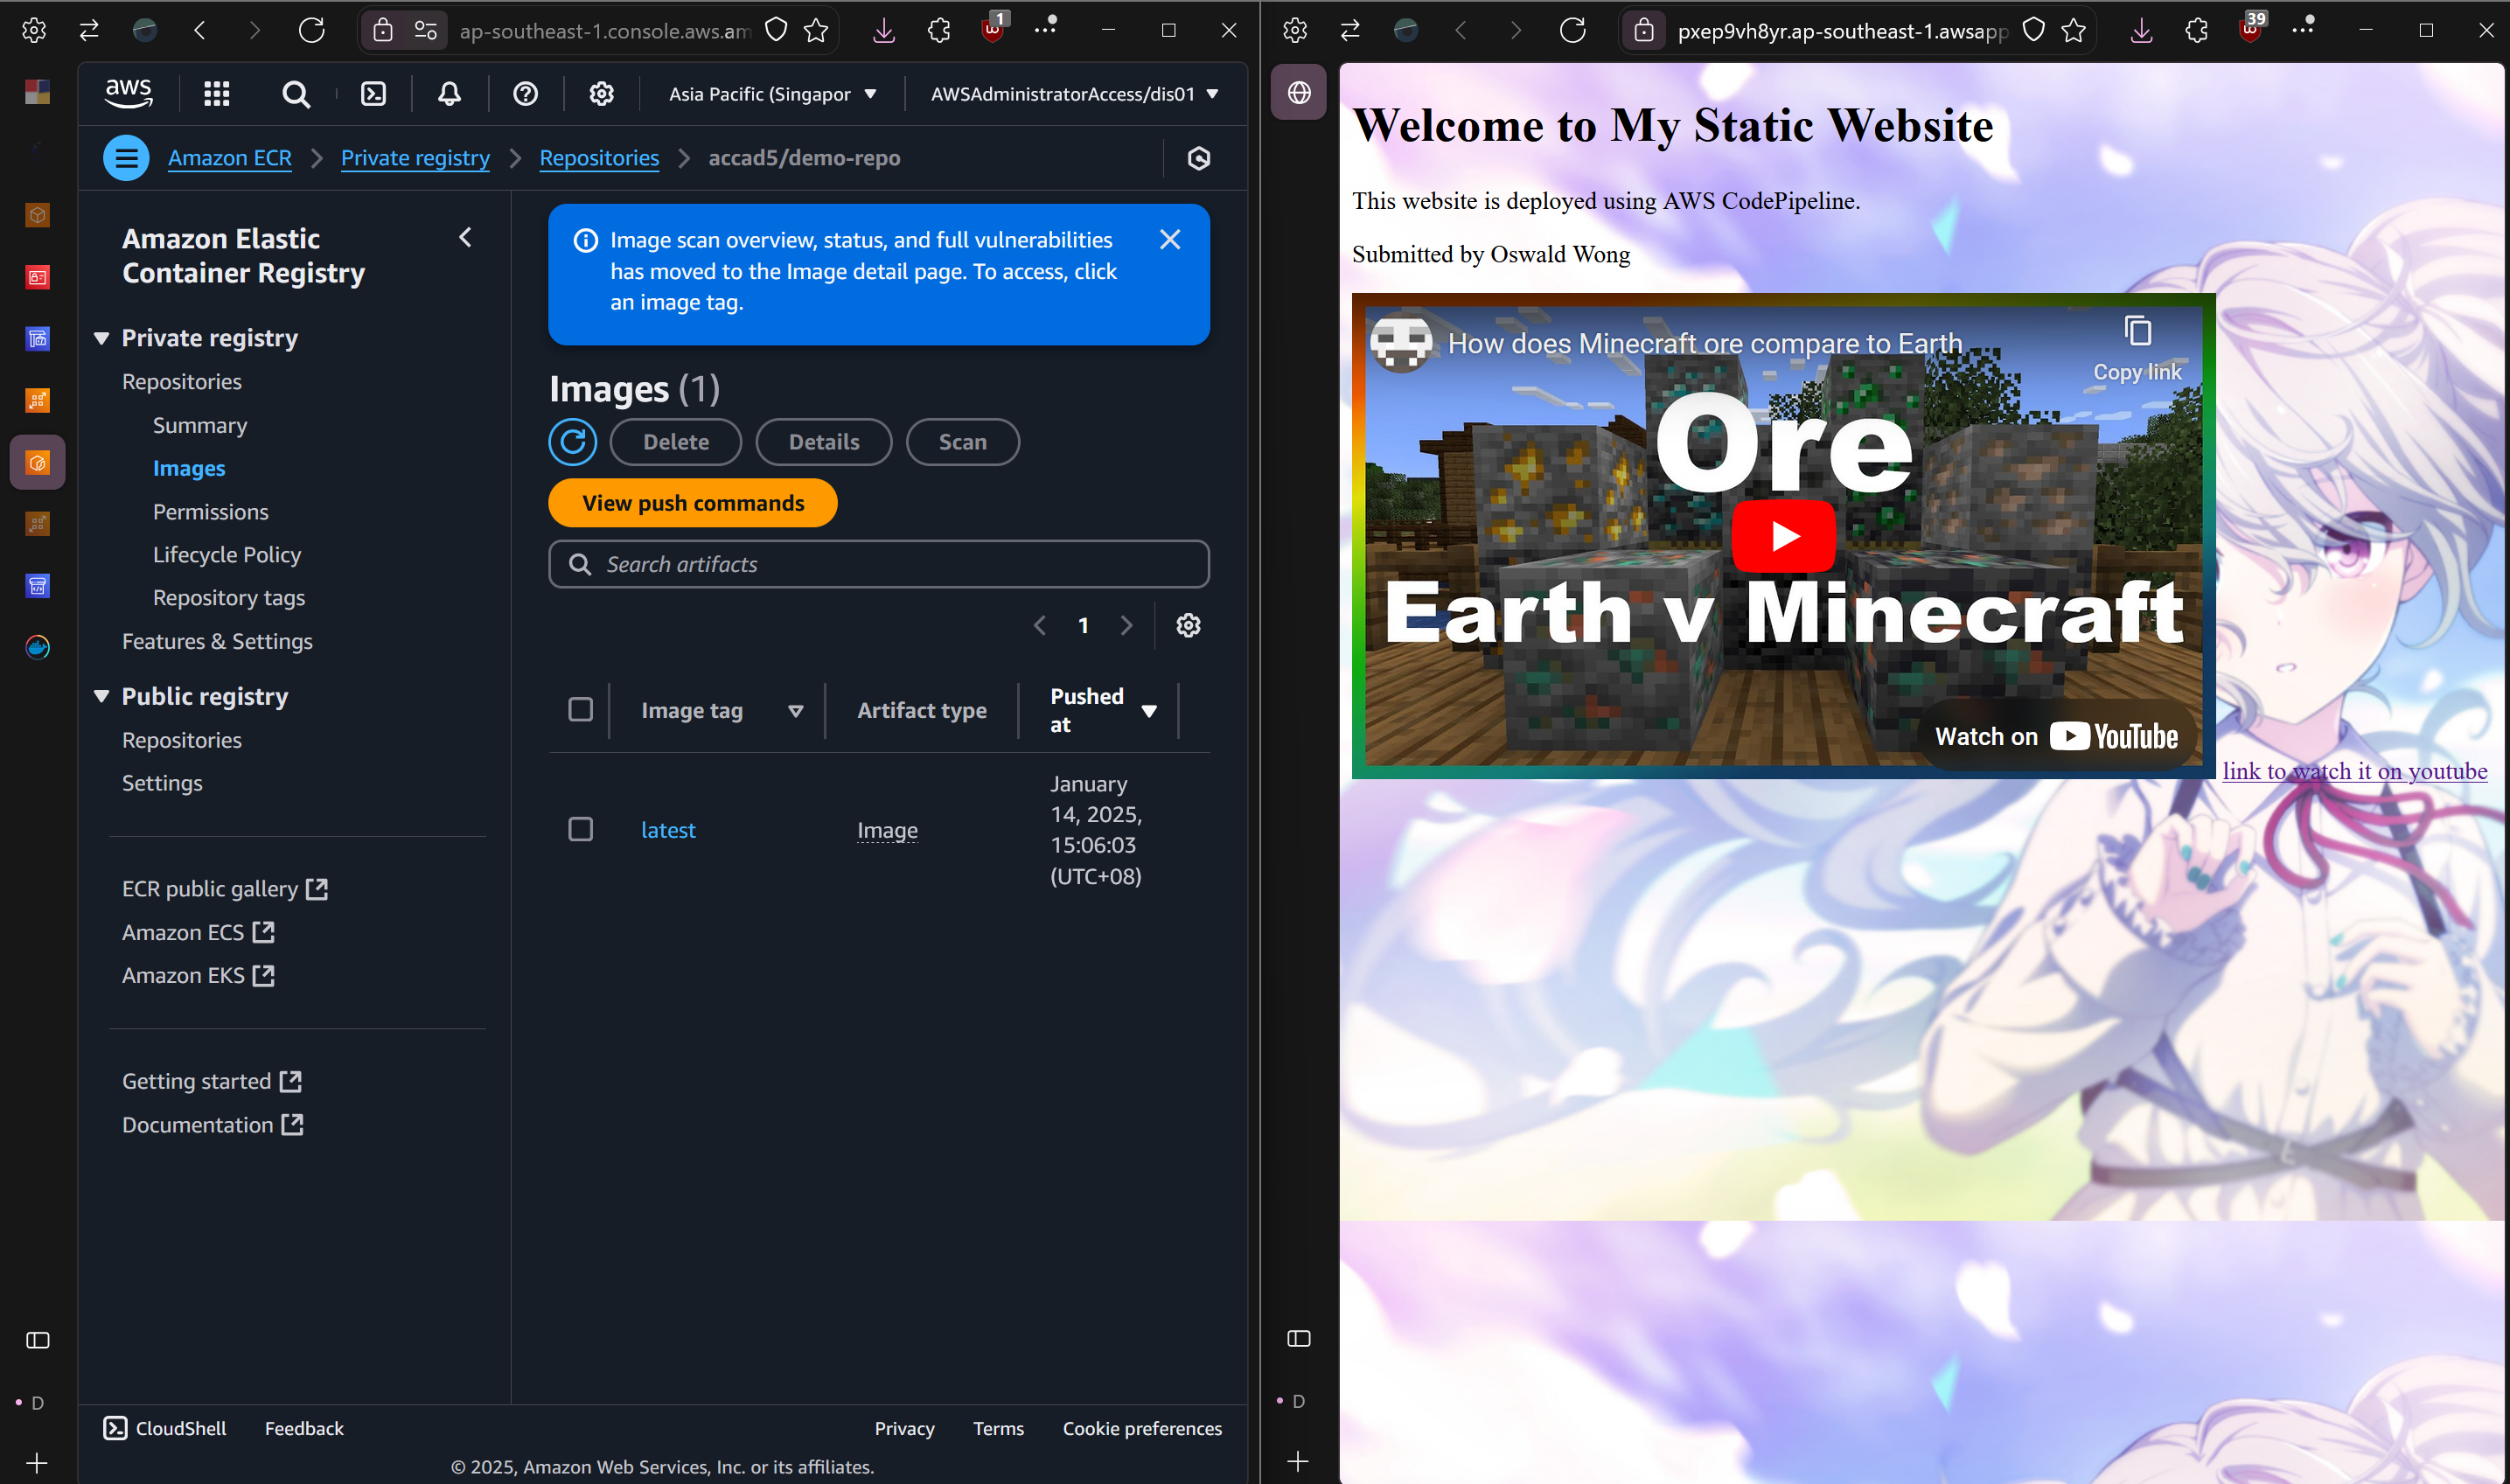 ap-southeast-1.console.aws.am
1
aws
Asia Pacific (Singapor
AWSAdministratorAccess/dis01
Amazon ECR
Private registry
Repositories
accad5/demo-repo
Amazon Elastic
Container Registry
Private registry
Repositories
Summary
Images
Permissions
Lifecycle Policy
Repository tags
Features & Settings
Public registry
Repositories
Settings
ECR public gallery
Amazon ECS
Amazon EKS
Getting started
Documentation
Image scan overview, status, and full vulnerabilities
has moved to the Image detail page. To access, click
an image tag.
Images (1)
Delete
Details
Scan
View push commands
Search artifacts
1
Image tag
Artifact type
Pushed
at
latest
Image
January
14, 2025,
15:06:03
(UTC+08)
D
CloudShell
Feedback
Privacy
Terms
Cookie preferences
© 2025, Amazon Web Services, Inc. or its affiliates.
pxep9vh8yr.ap-southeast-1.awsapp
39
Welcome to My Static Website
This website is deployed using AWS CodePipeline.
Submitted by Oswald Wong
How does Minecraft ore compare to Earth
Copy link
Ore
Earth v Minecraft
Watch on YouTube
link to watch it on youtube
D